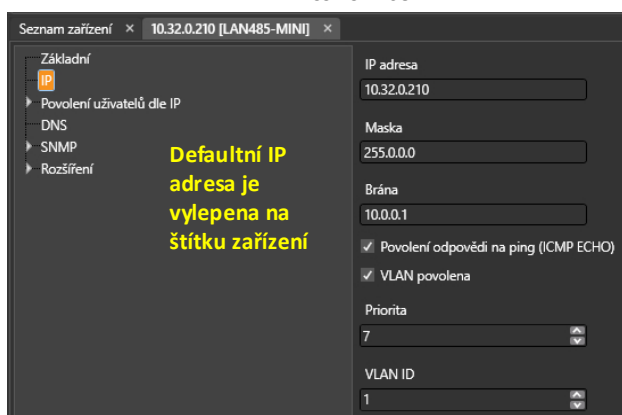 Seznam zařízení × 10.32.0.210 [LAN485-MINI] ×
Základní
IP
Povolení uživatelů dle IP
DNS
SNMP
Rozšíření
Defaultní IP
adresa je
vylepena na
štítku zařízení
IP adresa
10.32.0.210
Maska
255.0.0.0
Brána
10.0.0.1
Povolení odpovědi na ping (ICMP ECHO)
VLAN povolena
Priorita
7
VLAN ID
1